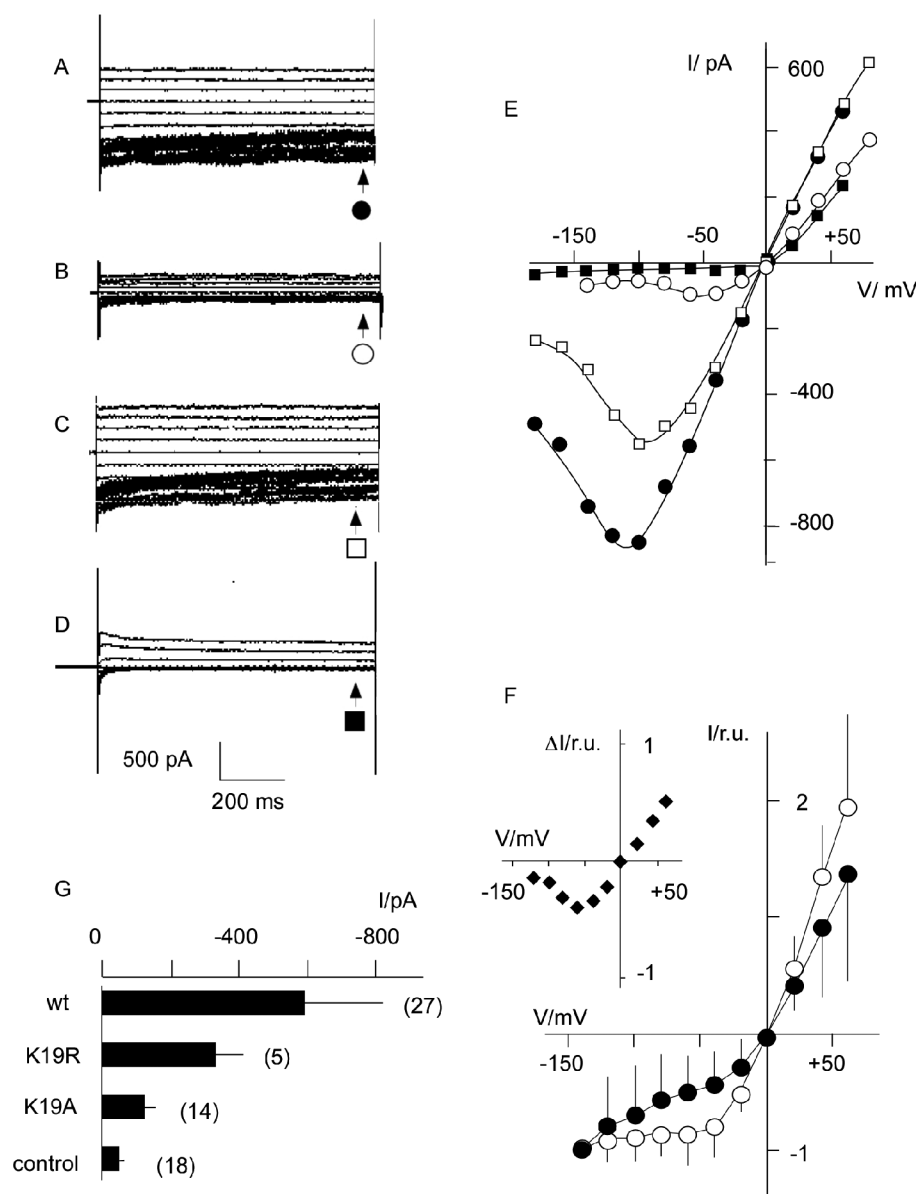 A
B
C
D
500 pA
200 ms
E
I/ pA
600
-150
-50
+50
V/ mV
-400
-800
F
ΔI/r.u.
1
V/mV
-150
+50
-1
I/r.u.
2
V/mV
-150
+50
-1
G
I/pA
0
-400
-800
wt
(27)
K19R
(5)
K19A
(14)
control
(18)